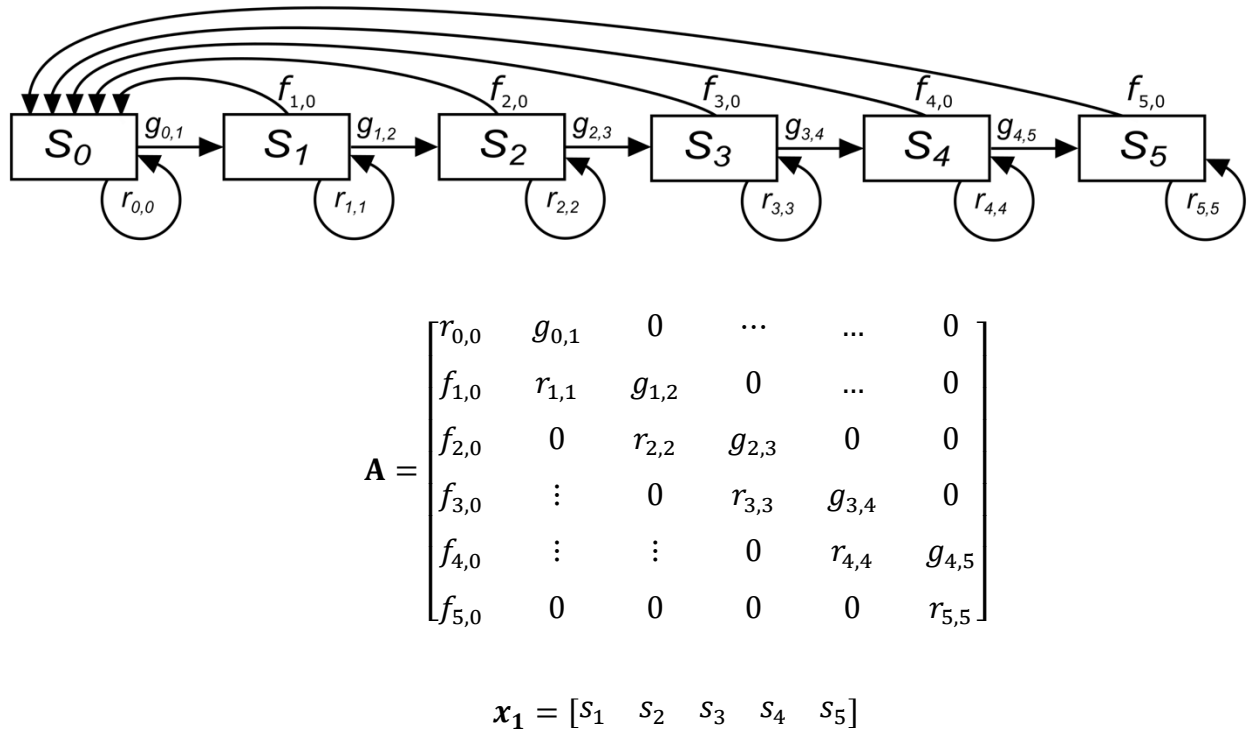 f1,0 f2,0 f3,0 f4,0 f5,0
S0 g0,1 S1 g1,2 S2 g2,3 S3 g3,4 S4 g4,5 S5
r0,0 r1,1 r2,2 r3,3 r4,4 r5,5
r0,0 g0,1 0 ⋯ ... 0
f1,0 r1,1 g1,2 0 ... 0
f2,0 0 r2,2 g2,3 0 0
A =
f3,0 ⋮ 0 r3,3 g3,4 0
f4,0 ⋮ ⋮ 0 r4,4 g4,5
f5,0 0 0 0 0 r5,5
x1 = [s1 s2 s3 s4 s5]